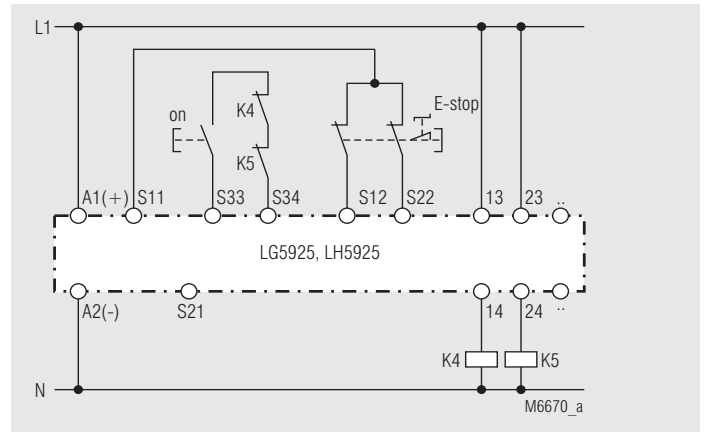 L1
on
K4
K5
E-stop
A1(+) S11 S33 S34 S12 S22 13 23 ..
LG5925, LH5925
A2(-) S21 14 24 ..
K4 K5
N
M6670_a